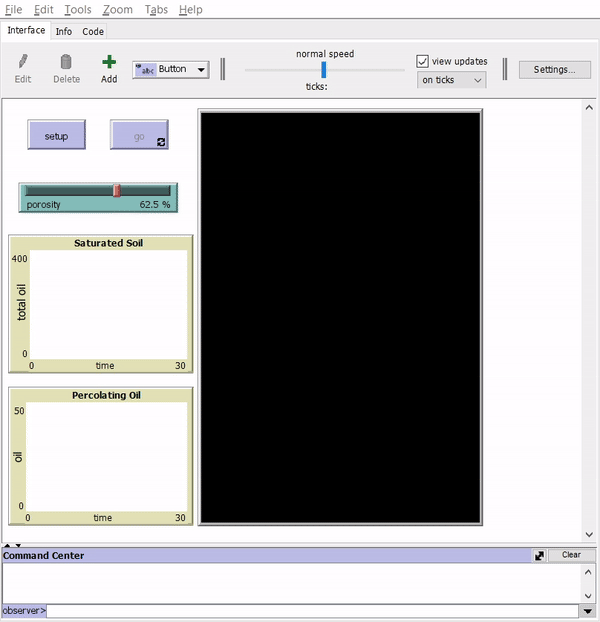 File Edit Tools Zoom Tabs Help
Interface Info Code
Edit Delete Add abc Button normal speed ticks: view updates on ticks Settings...
setup go
porosity 62.5 %
Saturated Soil
400
total oil
0
0 time 30
Percolating Oil
50
oil
0
0 time 30
Command Center Clear
observer>